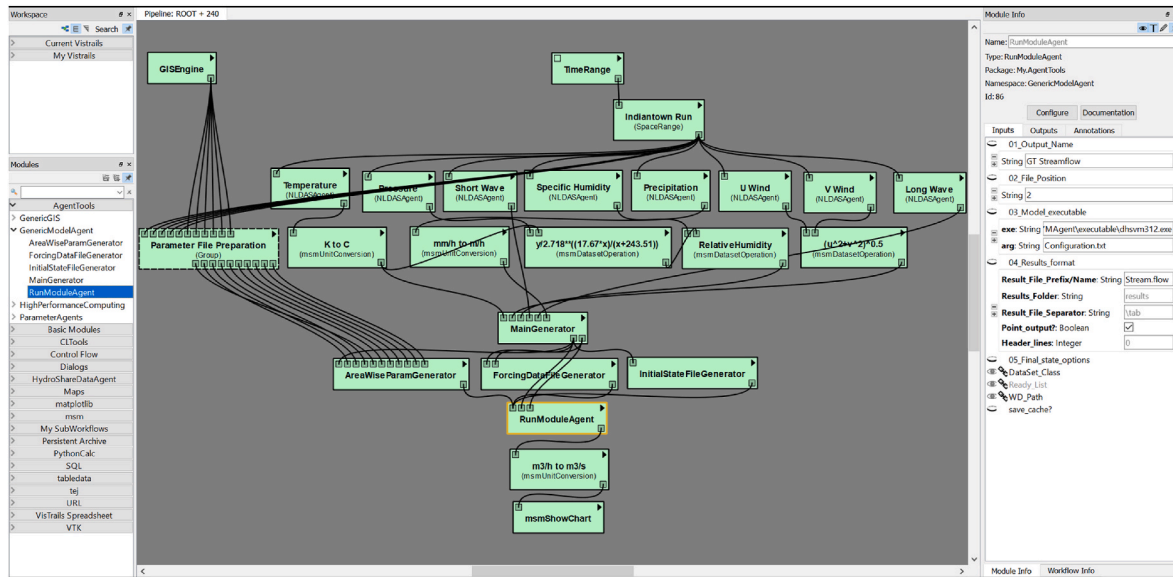 Workspace
Search
Current Vistrails
My Vistrails
Modules
AgentTools
GenericGIS
GenericModelAgent
AreaWiseParamGenerator
ForcingDataFileGenerator
InitialStateFileGenerator
MainGenerator
RunModuleAgent
HighPerformanceComputing
ParameterAgents
Basic Modules
CLTools
Control Flow
Dialogs
HydroShareDataAgent
Maps
matplotlib
msm
My SubWorkflows
Persistent Archive
PythonCalc
SQL
tabledata
tej
URL
VisTrails Spreadsheet
VTK
Pipeline: ROOT + 240
GISEngine
TimeRange
Indiantown Run
(SpaceRange)
Temperature
(NLDASAgent)
Pressure
(NLDASAgent)
Short Wave
(NLDASAgent)
Specific Humidity
(NLDASAgent)
Precipitation
(NLDASAgent)
U Wind
(NLDASAgent)
V Wind
(NLDASAgent)
Long Wave
(NLDASAgent)
Parameter File Preparation
(Group)
K to C
(msmUnitConversion)
mm/h to m/h
(msmUnitConversion)
y/2.718**((17.67*x)/(x+243.51))
(msmDatasetOperation)
RelativeHumidity
(msmDatasetOperation)
(u^2+v^2)^0.5
(msmDatasetOperation)
MainGenerator
AreaWiseParamGenerator
ForcingDataFileGenerator
InitialStateFileGenerator
RunModuleAgent
m3/h to m3/s
(msmUnitConversion)
msmShowChart
Module Info
Name: RunModuleAgent
Type: RunModuleAgent
Package: My.AgentTools
Namespace: GenericModelAgent
Id: 86
Configure Documentation
Inputs Outputs Annotations
01_Output_Name
String GT Streamflow
02_File_Position
String 2
03_Model_executable
exe: String 'MAgent\executable\dhsvm312.exe
arg: String Configuration.txt
04_Results_format
Result_File_Prefix/Name: String Stream.flow
Results_Folder: String results
Result_File_Separator: String \tab
Point_output?: Boolean
Header_lines: Integer 0
05_Final_state_options
DataSet_Class
Ready_List
WD_Path
save_cache?
Module Info Workflow Info